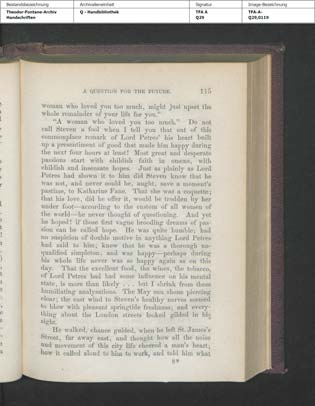 Bestandsbezeichnung Archivalieneinheit Signatur Image-Bezeichnung
Theodor-Fontane-Archiv Q - Handbibliothek TFA A TFA-A-
Handschriften Q29 Q29,0119
A QUESTION FOR THE FUTURE. 115
woman who loved you too much, might just upset the
whole remainder of your life for you."
"A woman who loved you too much." Do not
call Steven a fool when I tell you that out of this
commonplace remark of Lord Petres' his heart built
up a presentiment of good that made him happy during
the next four hours at least! Most great and desperate
passions start with childish faith in omens, with
childish and insensate hopes. Just as plainly as Lord
Petres had shown it to him did Steven know that he
was not, and never could be, aught, save a moment's
pastime, to Katharine Fane. That she was a coquette;
that his love, did he offer it, would be trodden by her
under foot—according to the custom of all women of
the world—he never thought of questioning. And yet
he hoped! if those first vague brooding dreams of pas-
sion can be called hope. He was quite humble; had
no suspicion of double motive in anything Lord Petres
had said to him; knew that he was a thorough un-
qualified simpleton, and was happy—perhaps during
his whole life never was so happy again as on this
day. That the excellent food, the wines, the tobacco,
of Lord Petres had had some influence on his mental
state, is more than likely . . . but I shrink from these
humiliating analyzations. The May sun shone piercing
clear; the east wind to Steven's healthy nerves seemed
to blow with pleasant springtide freshness; and every-
thing about the London streets looked gilded in his
sight.
He walked, chance guided, when he left St. James's
Street, far away east, and thought how all the noise
and movement of this city life cheered a man's heart;
how it called aloud to him to work, and told him what
8*